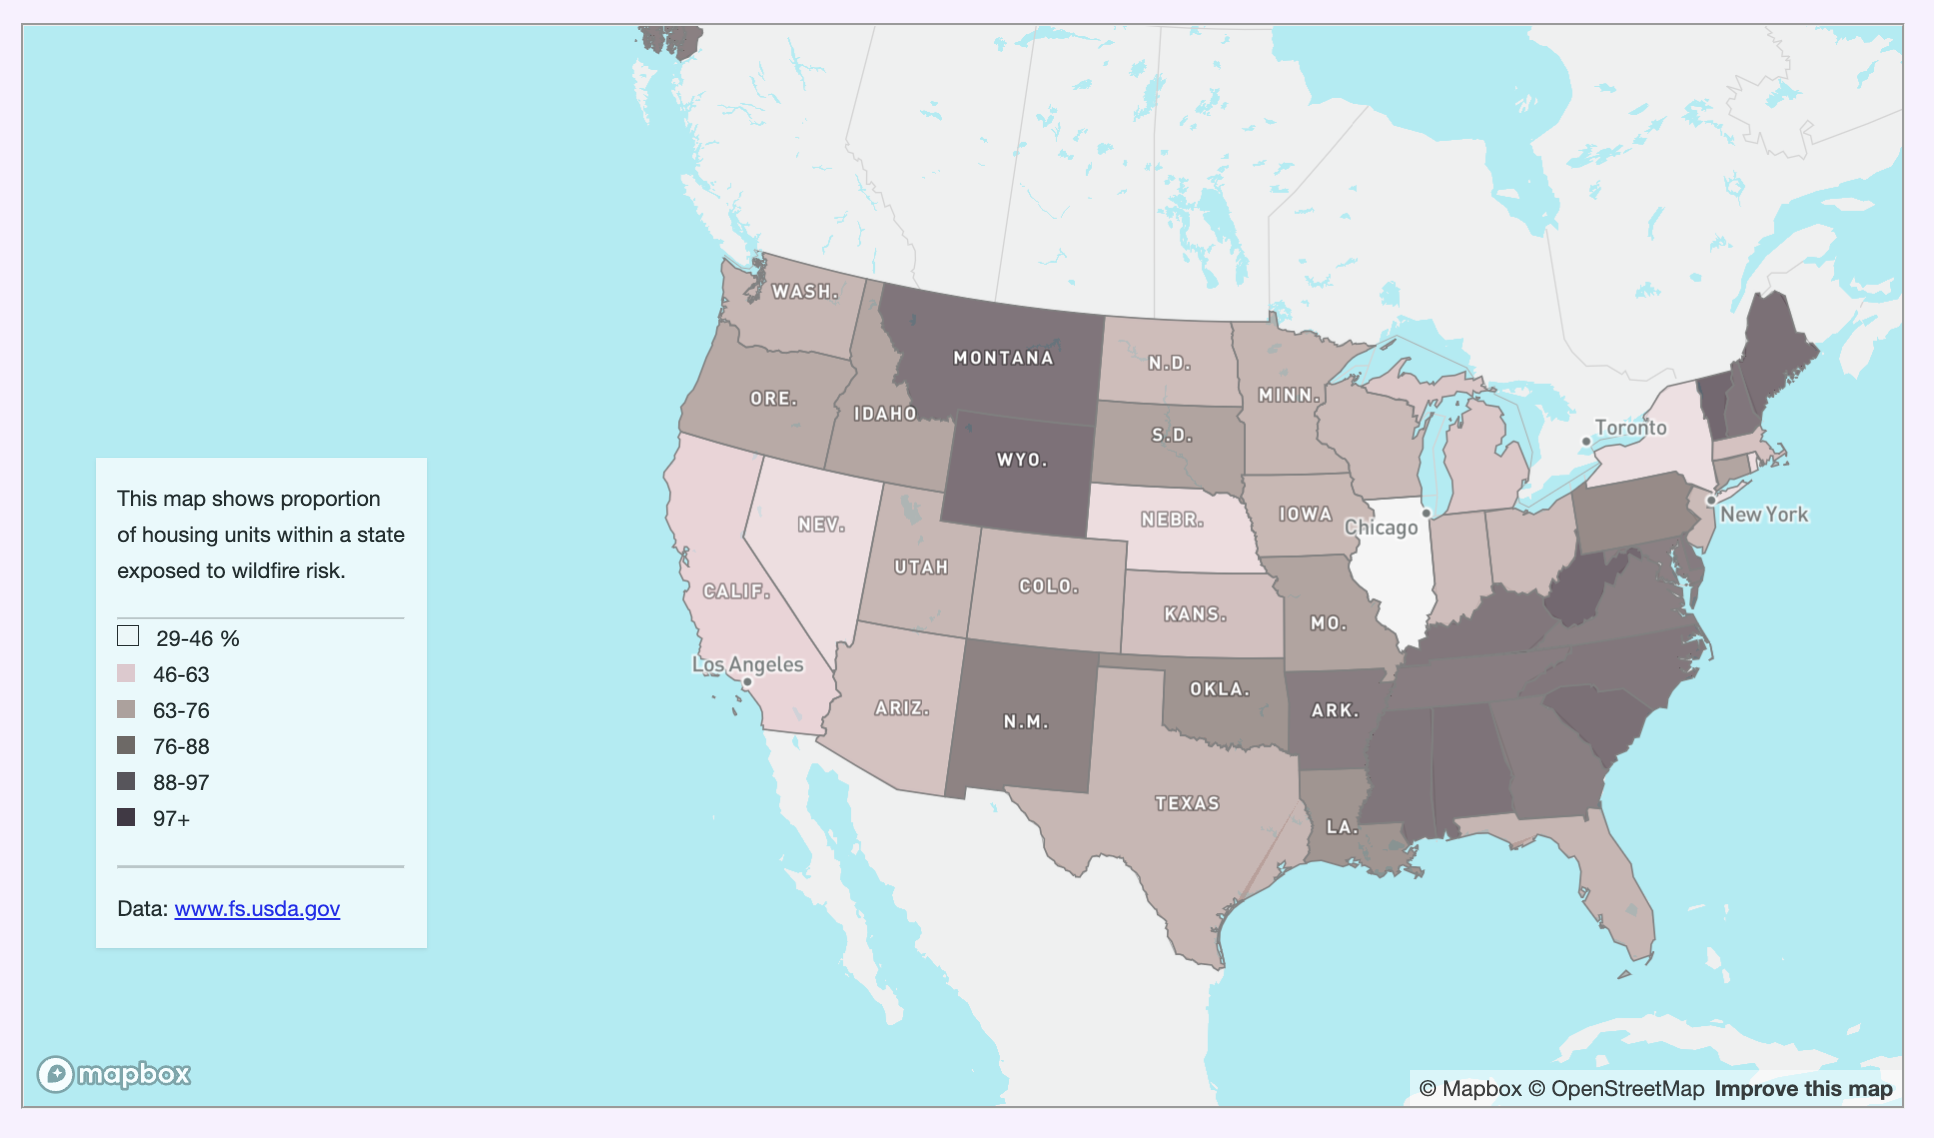 This map shows proportion
of housing units within a state
exposed to wildfire risk.
29-46 %
46-63
63-76
76-88
88-97
97+
Data: www.fs.usda.gov
WASH.
MONTANA
N.D.
MINN.
ORE.
IDAHO
S.D.
Toronto
WYO.
NEV.
NEBR.
IOWA
Chicago
New York
UTAH
COLO.
CALIF.
KANS.
MO.
Los Angeles
ARIZ.
N.M.
OKLA.
ARK.
TEXAS
LA.
mapbox
© Mapbox © OpenStreetMap Improve this map